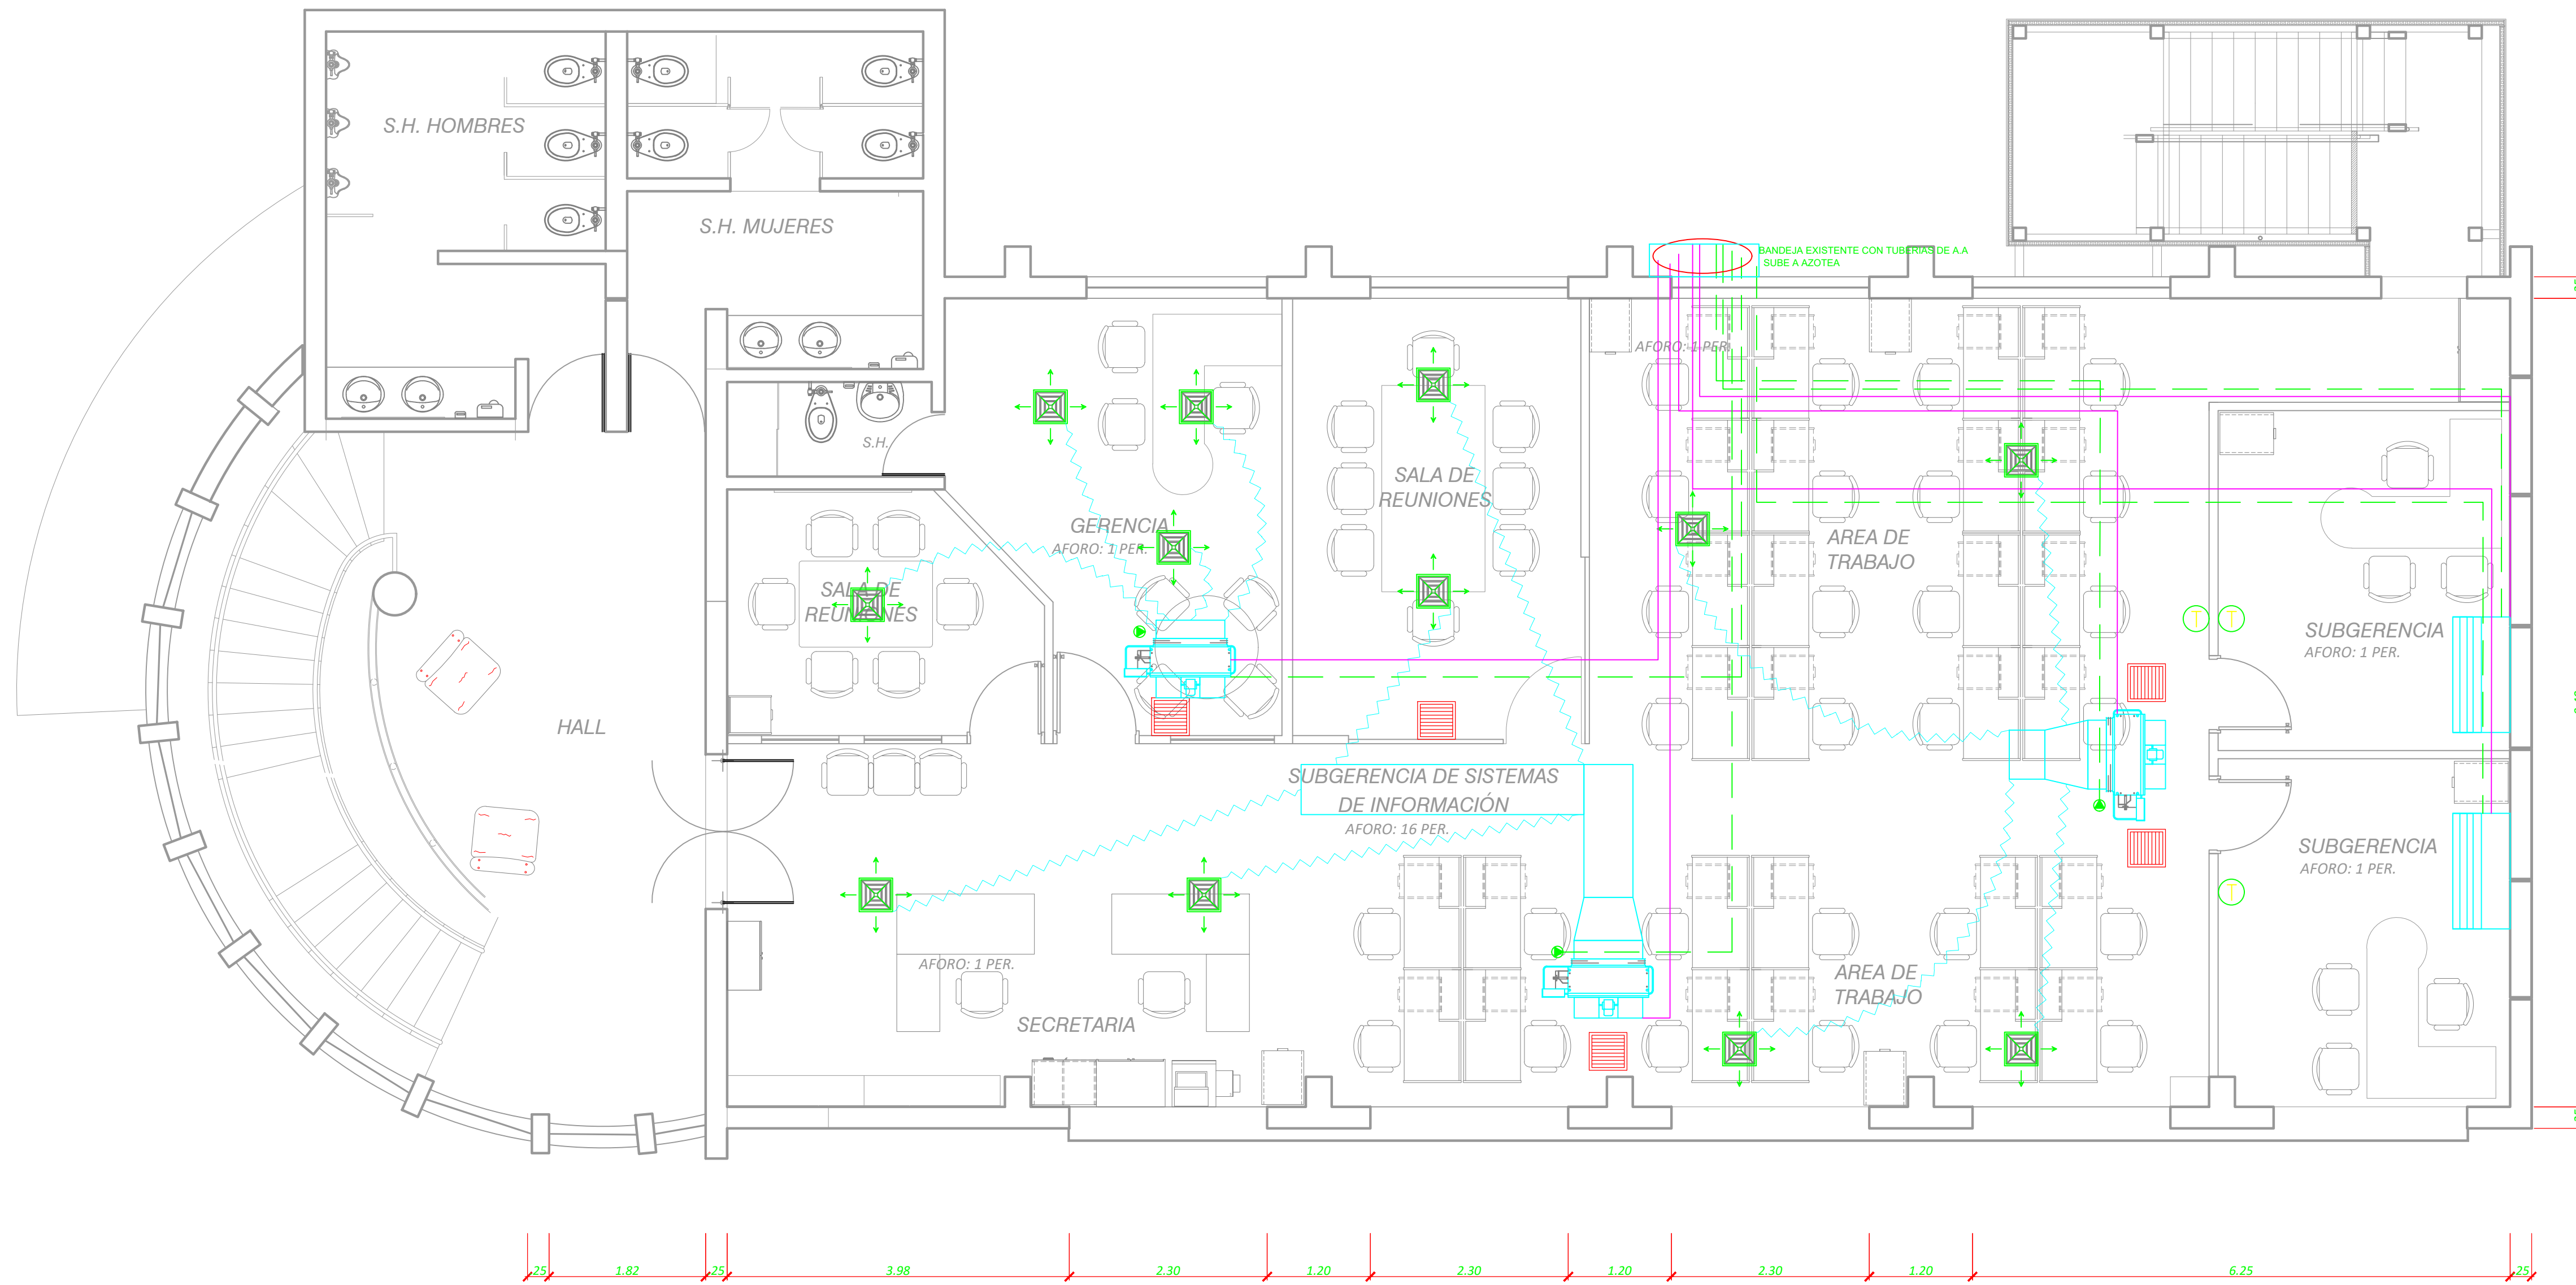 S.H. HOMBRES
S.H. MUJERES
BANDEJA EXISTENTE CON TUBERIAS DE A.A
SUBE A AZOTEA
AFORO: 1 PER.
S.H.
SALA DE
REUNIONES
GERENCIA
AFORO: 1 PER.
AREA DE
TRABAJO
SALA DE
REUNIONES
T
T
SUBGERENCIA
AFORO: 1 PER.
HALL
SUBGERENCIA DE SISTEMAS
DE INFORMACIÓN
AFORO: 16 PER.
SUBGERENCIA
AFORO: 1 PER.
T
AFORO: 1 PER.
AREA DE
TRABAJO
SECRETARIA
25 1.82 25 3.98 2.30 1.20 2.30 1.20 2.30 1.20 6.25 25